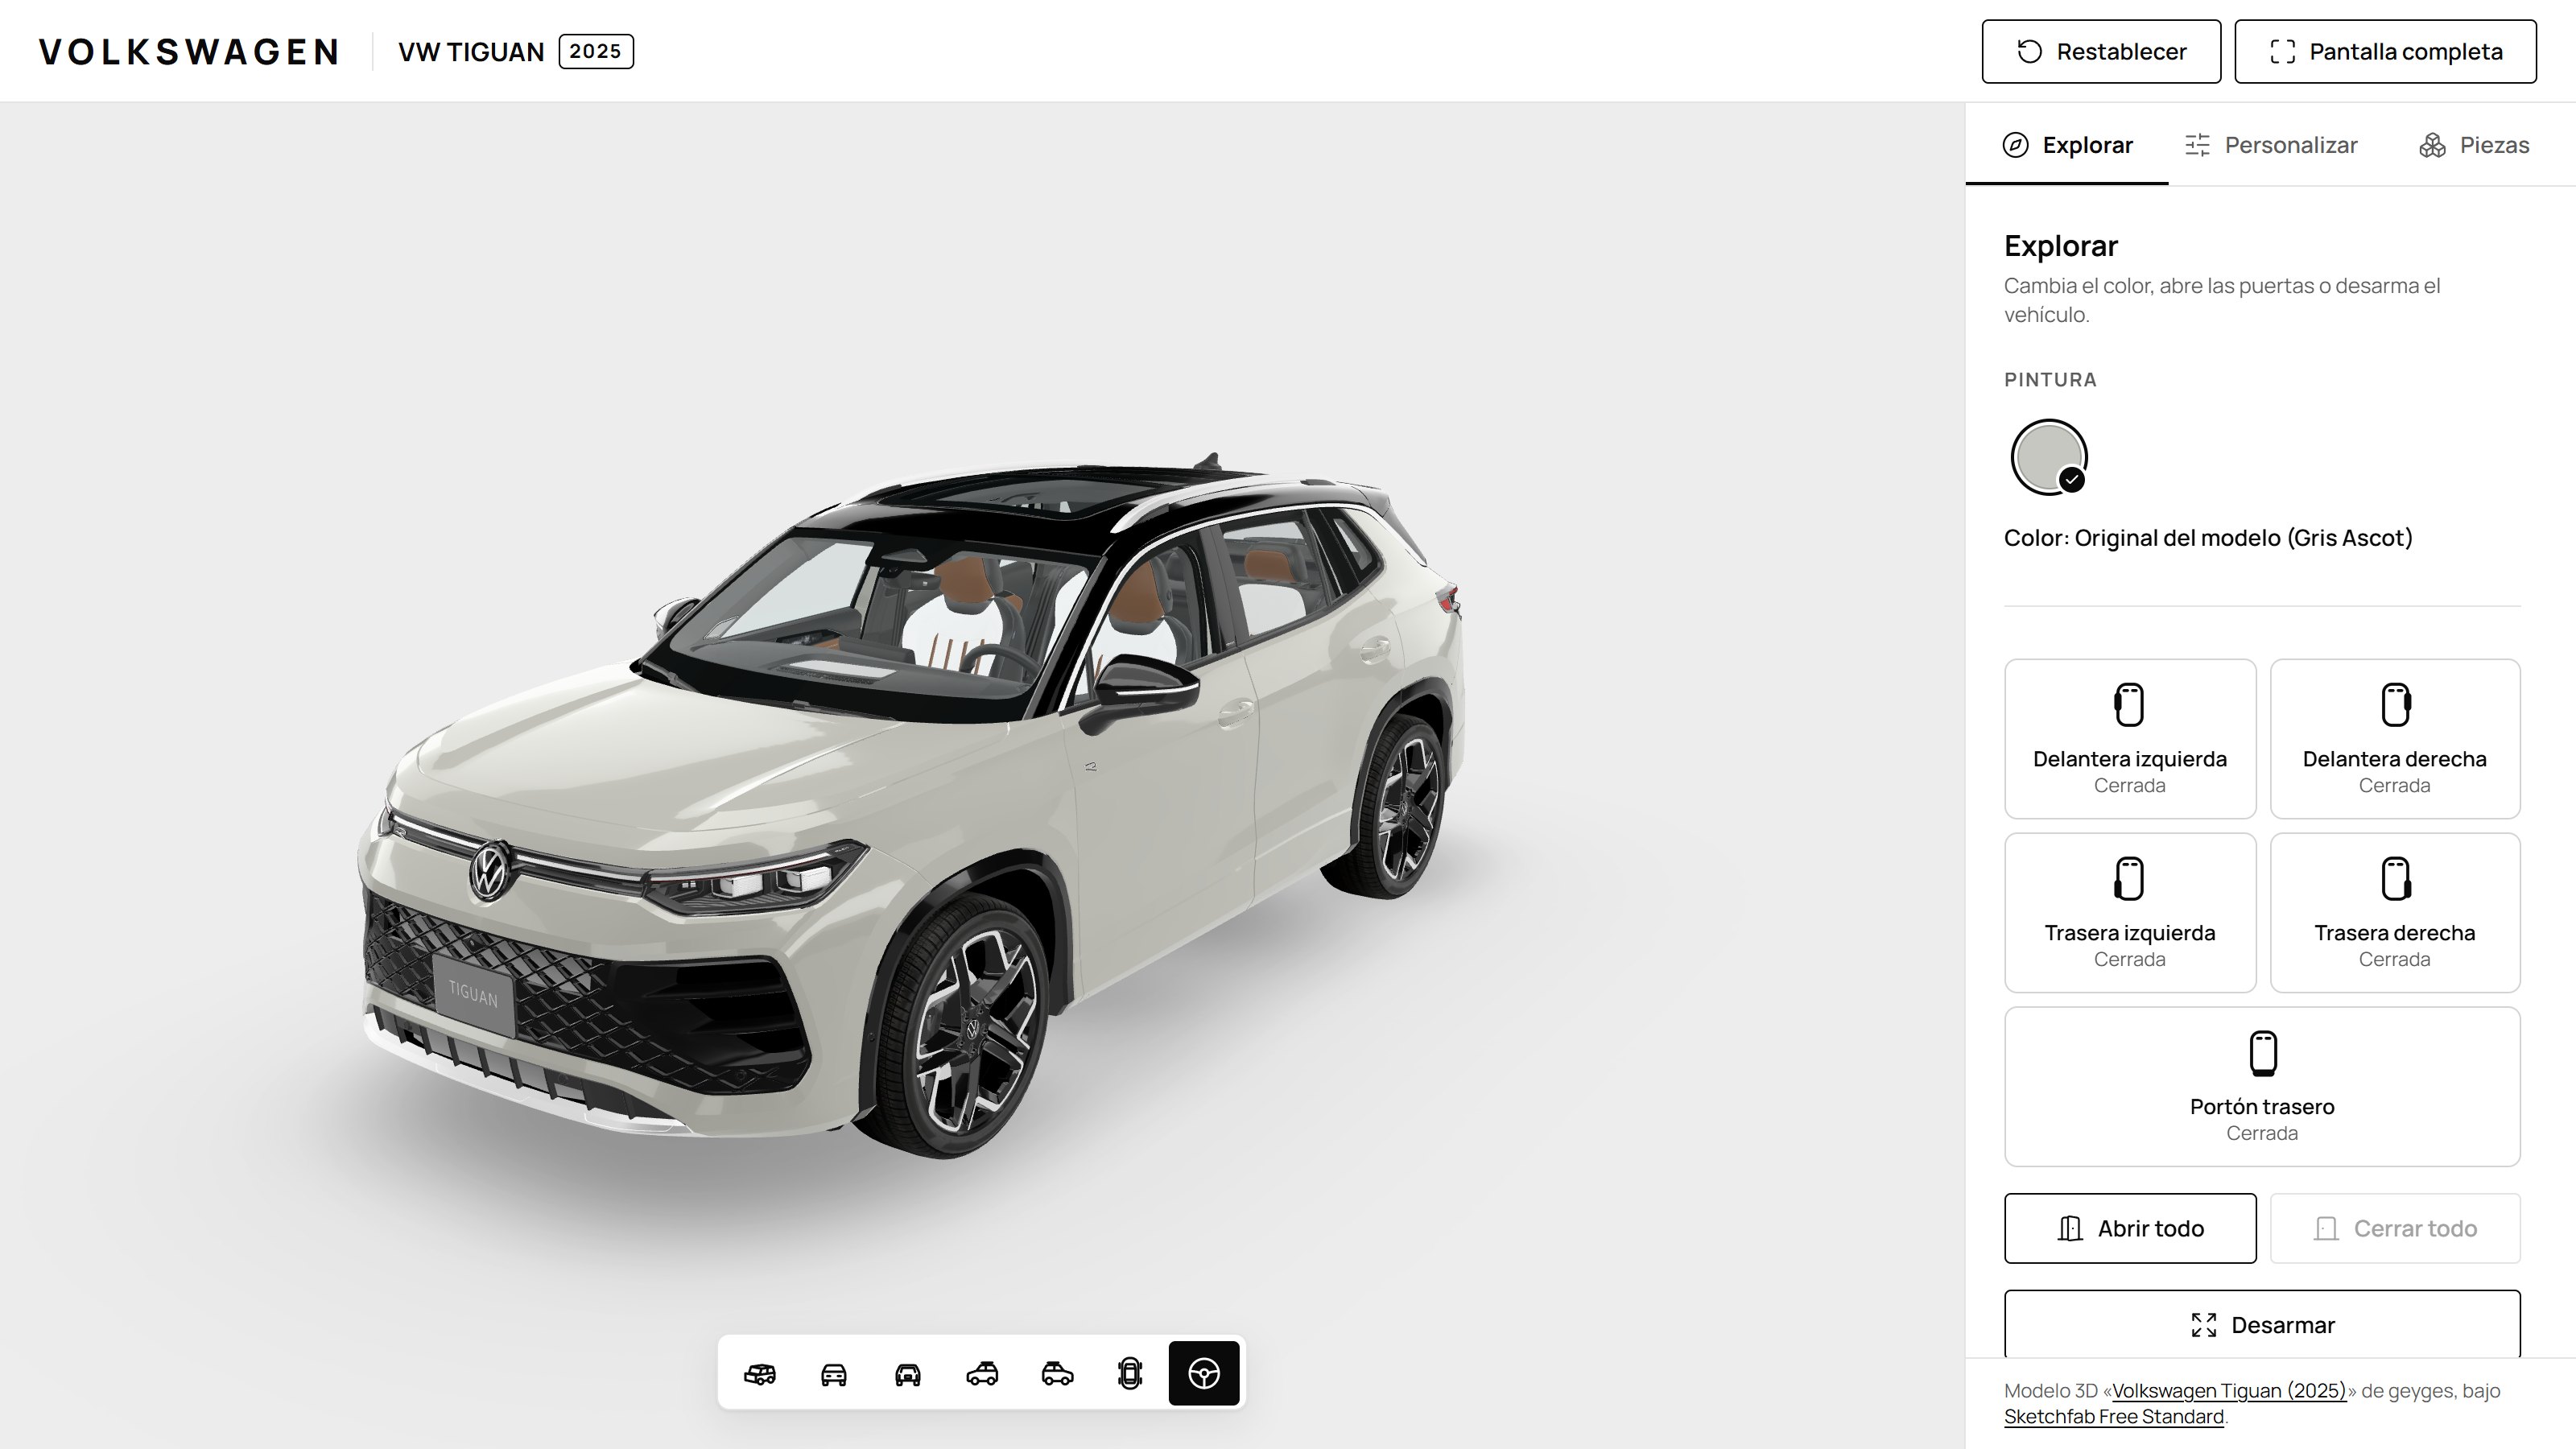 VOLKSWAGEN
VW TIGUAN 2025
Restablecer
Pantalla completa
Explorar
Personalizar
Piezas
Explorar
Cambia el color, abre las puertas o desarma el
vehículo.
PINTURA
Color: Original del modelo (Gris Ascot)
Delantera izquierda
Cerrada
Delantera derecha
Cerrada
Trasera izquierda
Cerrada
Trasera derecha
Cerrada
Portón trasero
Cerrada
Abrir todo
Cerrar todo
Desarmar
Modelo 3D «Volkswagen Tiguan (2025)» de geyges, bajo
Sketchfab Free Standard.
TIGUAN